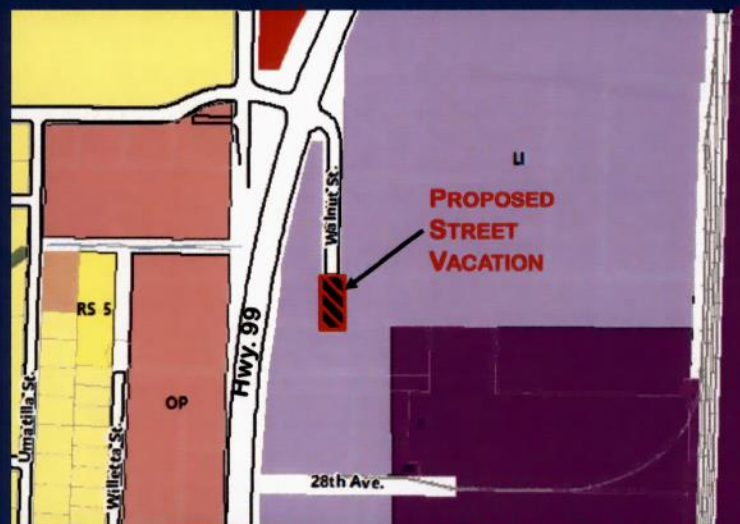 LI
PROPOSED
STREET
VACATION
Walnut St.
RS 5
Hwy. 99
OP
Umatilla St.
Willetta St.
28th Ave.